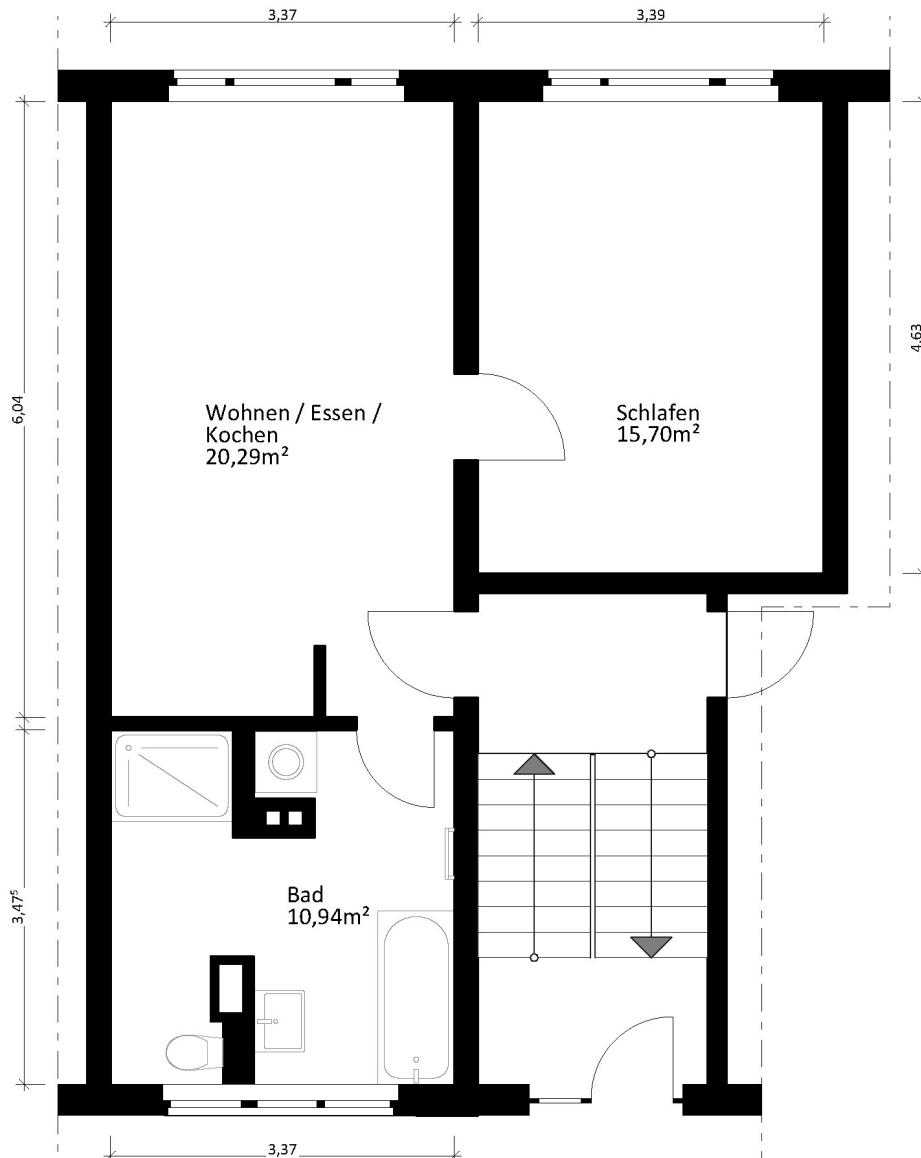 3,37
3,39
6,04
4.63
Wohnen / Essen /
Kochen
20,29m²
Schlafen
15,70m²
3,47⁵
Bad
10,94m²
3,37